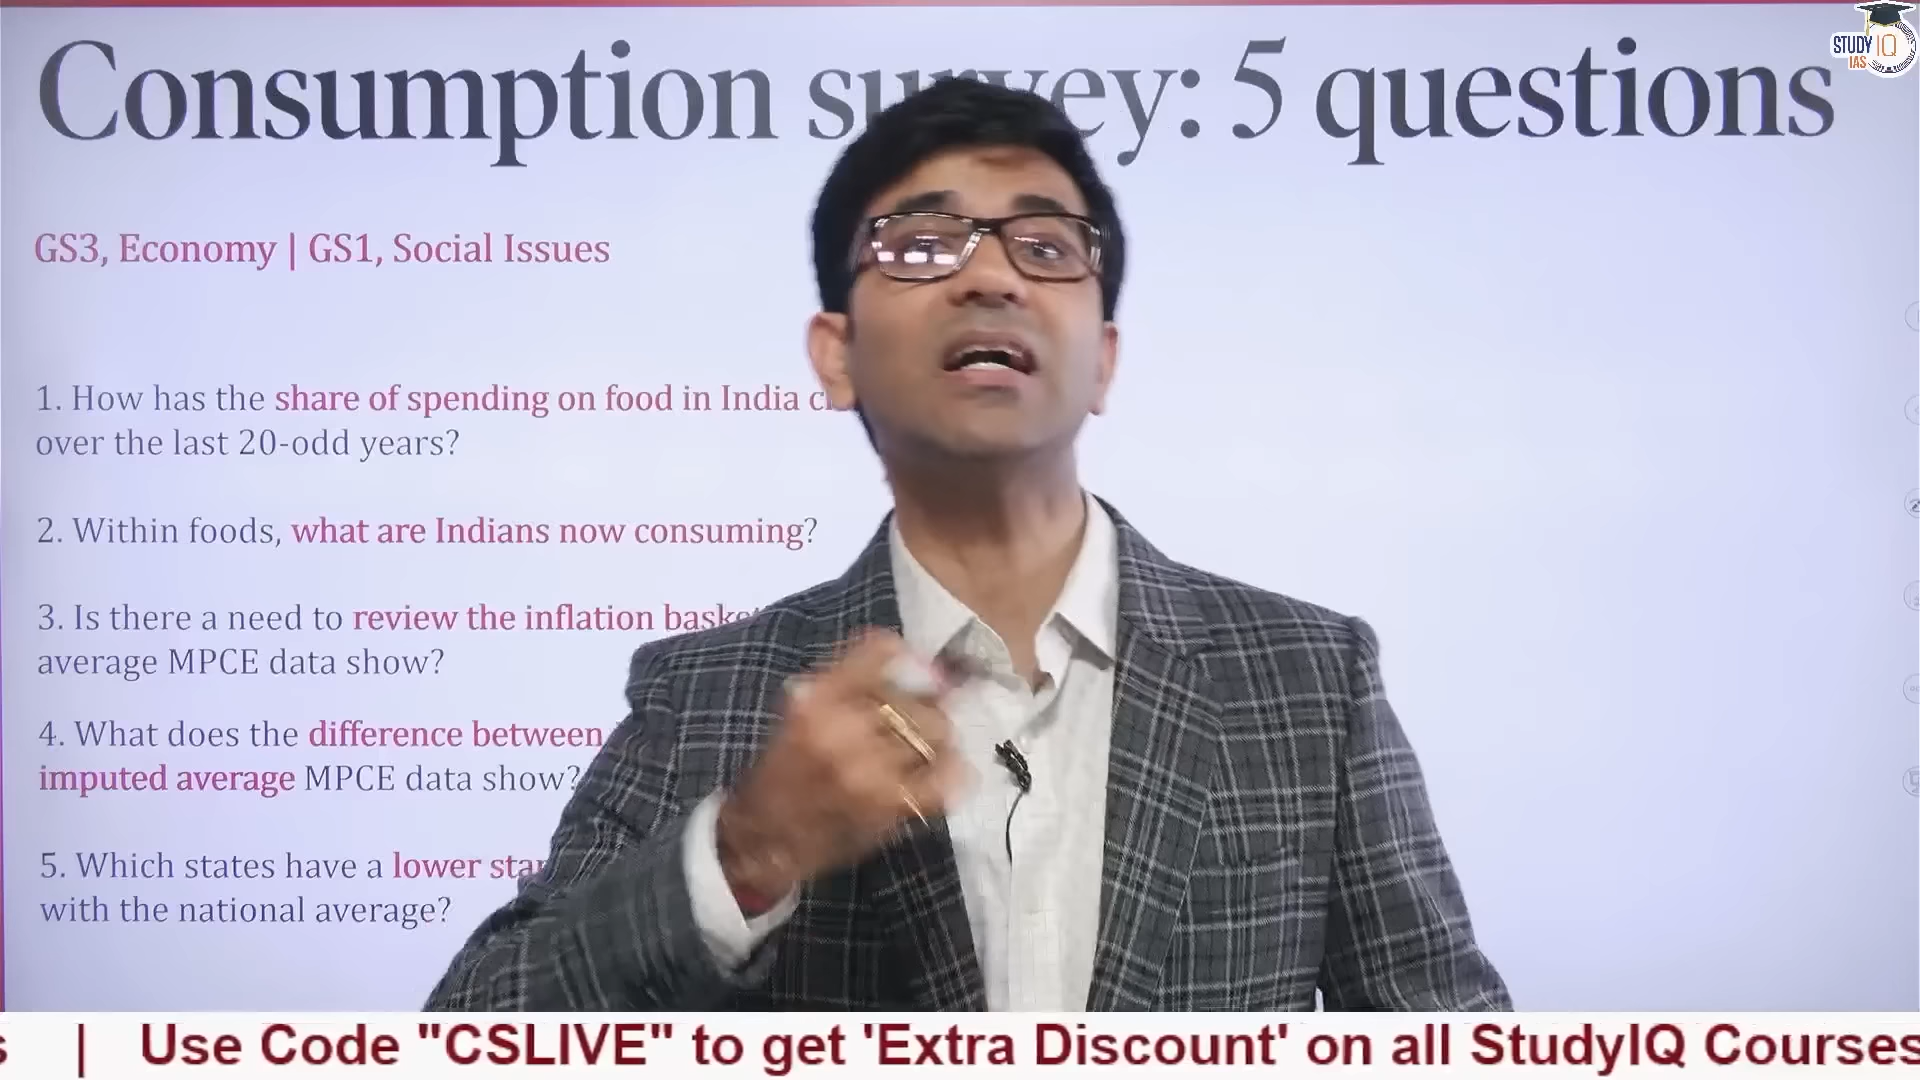 STUDY IQ
IAS
Consumption survey: 5 questions
GS3, Economy | GS1, Social Issues
1. How has the share of spending on food in India
over the last 20-odd years?
2. Within foods, what are Indians now consuming?
3. Is there a need to review the inflation
average MPCE data show?
4. What does the difference between
imputed average MPCE data show?
5. Which states have a lower
with the national average?
| Use Code "CSLIVE" to get 'Extra Discount' on all StudyIQ Courses